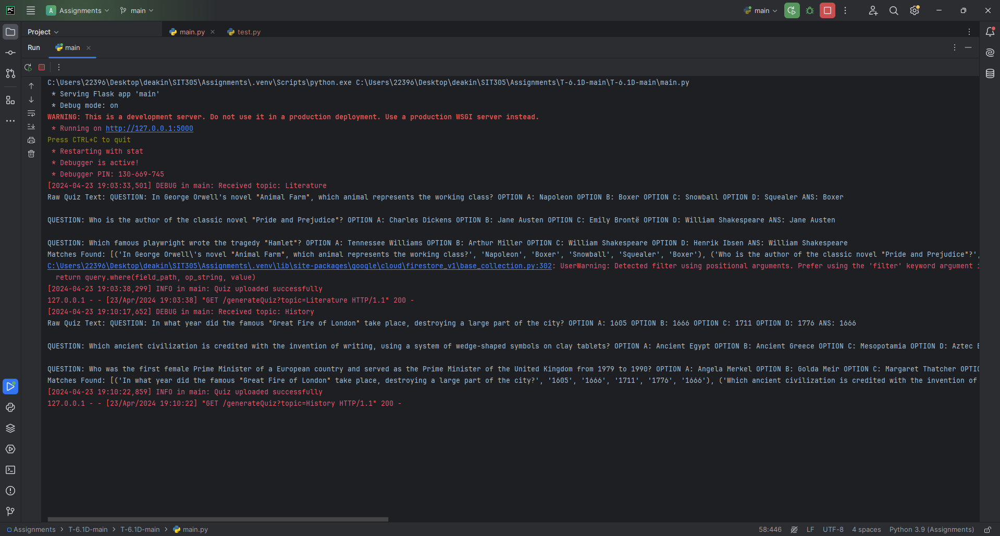 PC
A Assignments main
main
Project
main.py
test.py
Run
main
C:\Users\22396\Desktop\deakin\SIT305\Assignments\.venv\Scripts\python.exe C:\Users\22396\Desktop\deakin\SIT305\Assignments\T-6.1D-main\T-6.1D-main\main.py
* Serving Flask app 'main'
* Debug mode: on
WARNING: This is a development server. Do not use it in a production deployment. Use a production WSGI server instead.
* Running on http://127.0.0.1:5000
Press CTRL+C to quit
* Restarting with stat
* Debugger is active!
* Debugger PIN: 130-669-745
[2024-04-23 19:03:33,501] DEBUG in main: Received topic: Literature
Raw Quiz Text: QUESTION: In George Orwell's novel "Animal Farm", which animal represents the working class? OPTION A: Napoleon OPTION B: Boxer OPTION C: Snowball OPTION D: Squealer ANS: Boxer
QUESTION: Who is the author of the classic novel "Pride and Prejudice"? OPTION A: Charles Dickens OPTION B: Jane Austen OPTION C: Emily Brontë OPTION D: William Shakespeare ANS: Jane Austen
QUESTION: Which famous playwright wrote the tragedy "Hamlet"? OPTION A: Tennessee Williams OPTION B: Arthur Miller OPTION C: William Shakespeare OPTION D: Henrik Ibsen ANS: William Shakespeare
Matches Found: [('In George Orwell\'s novel "Animal Farm", which animal represents the working class?', 'Napoleon', 'Boxer', 'Snowball', 'Squealer', 'Boxer'), ('Who is the author of the classic novel "Pride and Prejudice"?',
C:\Users\22396\Desktop\deakin\SIT305\Assignments\.venv\lib\site-packages\google\cloud\firestore_v1\base_collection.py:302: UserWarning: Detected filter using positional arguments. Prefer using the 'filter' keyword argument
return query.where(field_path, op_string, value)
[2024-04-23 19:03:38,299] INFO in main: Quiz uploaded successfully
127.0.0.1 - - [23/Apr/2024 19:03:38] "GET /generateQuiz?topic=Literature HTTP/1.1" 200 -
[2024-04-23 19:10:17,652] DEBUG in main: Received topic: History
Raw Quiz Text: QUESTION: In what year did the famous "Great Fire of London" take place, destroying a large part of the city? OPTION A: 1605 OPTION B: 1666 OPTION C: 1711 OPTION D: 1776 ANS: 1666
QUESTION: Which ancient civilization is credited with the invention of writing, using a system of wedge-shaped symbols on clay tablets? OPTION A: Ancient Egypt OPTION B: Ancient Greece OPTION C: Mesopotamia OPTION D: Aztec
QUESTION: Who was the first female Prime Minister of a European country and served as the Prime Minister of the United Kingdom from 1979 to 1990? OPTION A: Angela Merkel OPTION B: Golda Meir OPTION C: Margaret Thatcher
Matches Found: [('In what year did the famous "Great Fire of London" take place, destroying a large part of the city?', '1605', '1666', '1711', '1776', '1666'), ('Which ancient civilization is credited with the invention of
[2024-04-23 19:10:22,859] INFO in main: Quiz uploaded successfully
127.0.0.1 - - [23/Apr/2024 19:10:22] "GET /generateQuiz?topic=History HTTP/1.1" 200 -
Assignments > T-6.1D-main > T-6.1D-main > main.py
58:446 LF UTF-8 4 spaces Python 3.9 (Assignments)